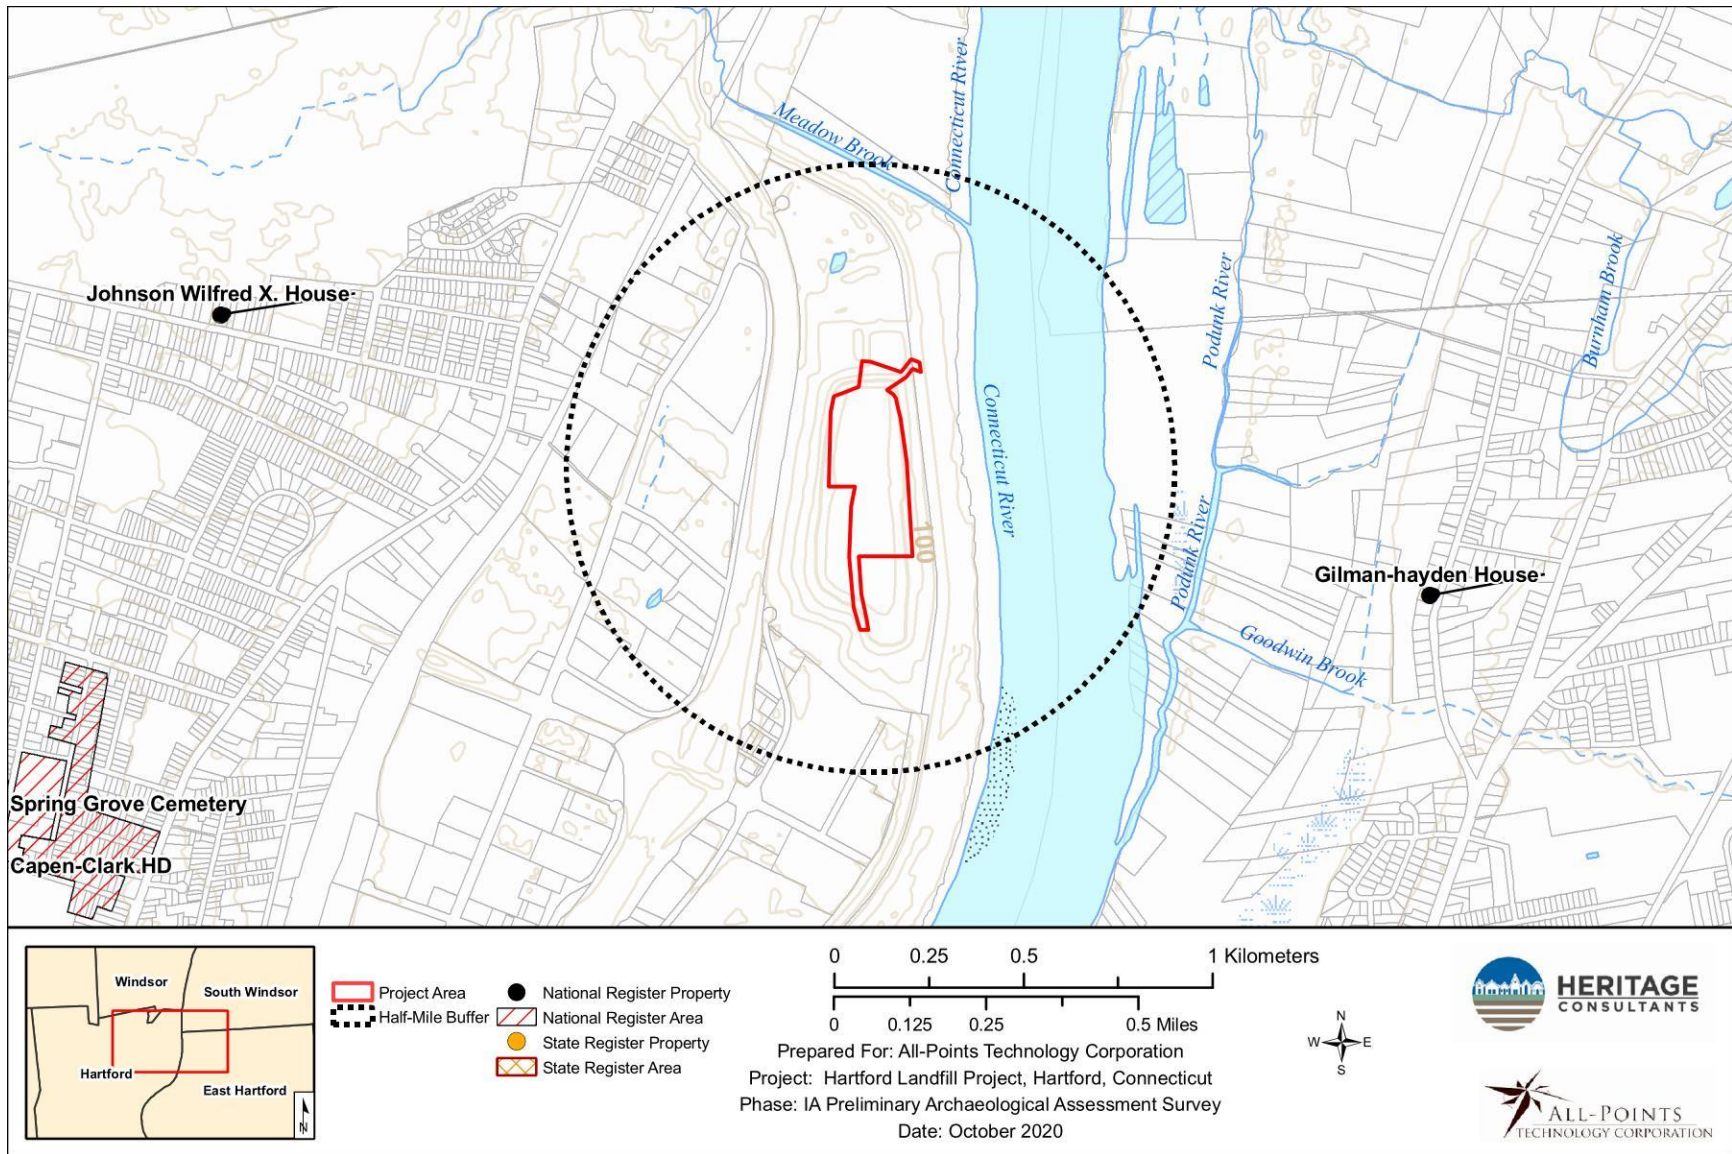 Connecticut River
Meadow Brook
Johnson Wilfred X. House
Podunk River
Burnham Brook
Connecticut River
100
Podunk River
Gilman-hayden House
Goodwin Brook
Spring Grove Cemetery
Capen-Clark HD
Windsor
South Windsor
Hartford
East Hartford
N
Project Area
Half-Mile Buffer
National Register Property
National Register Area
State Register Property
State Register Area
0 0.25 0.5 1 Kilometers
0 0.125 0.25 0.5 Miles
Prepared For: All-Points Technology Corporation
Project: Hartford Landfill Project, Hartford, Connecticut
Phase: IA Preliminary Archaeological Assessment Survey
Date: October 2020
N
W E
S
HERITAGE
CONSULTANTS
ALL-POINTS
TECHNOLOGY CORPORATION